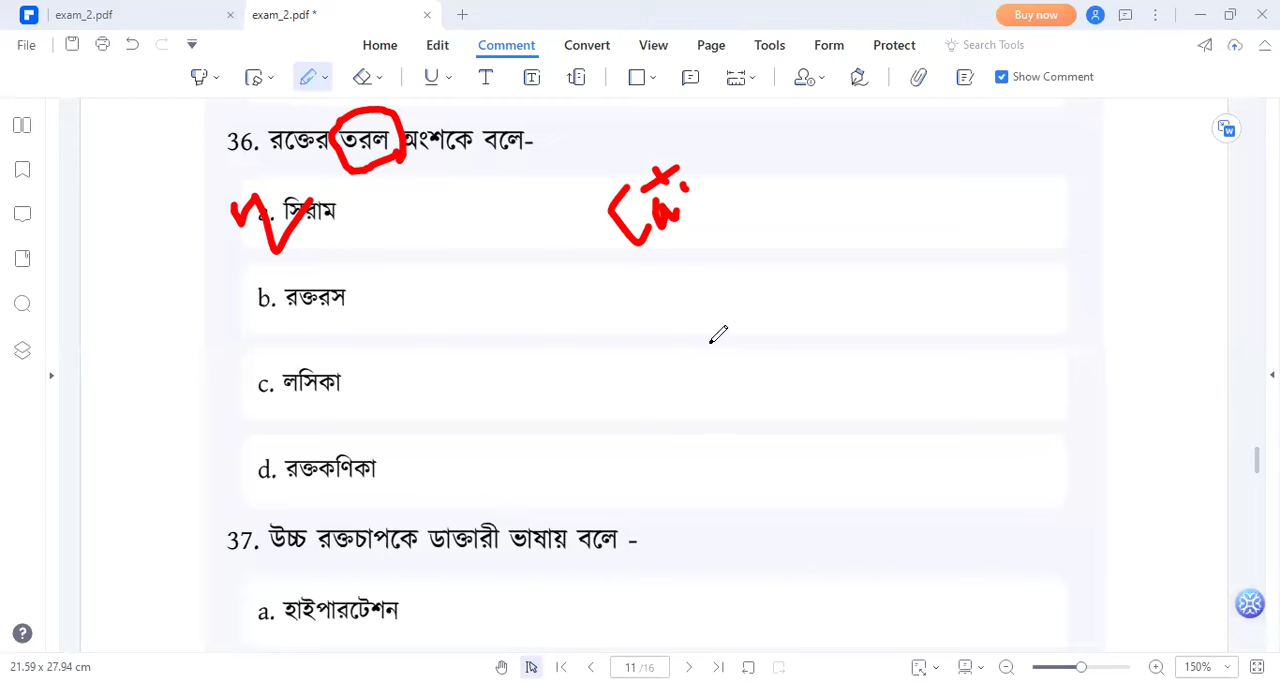 exam_2.pdf
exam_2.pdf *
Buy now
File
Home Edit Comment Convert View Page Tools Form Protect Search Tools
Show Comment
36. রক্তের তরল অংশকে বলে-
a. সিরাম
b. রক্তরস
c. লসিকা
d. রক্তকণিকা
37. উচ্চ রক্তচাপকে ডাক্তারী ভাষায় বলে -
a. হাইপারটেশন
21.59 x 27.94 cm
11 /16
150%